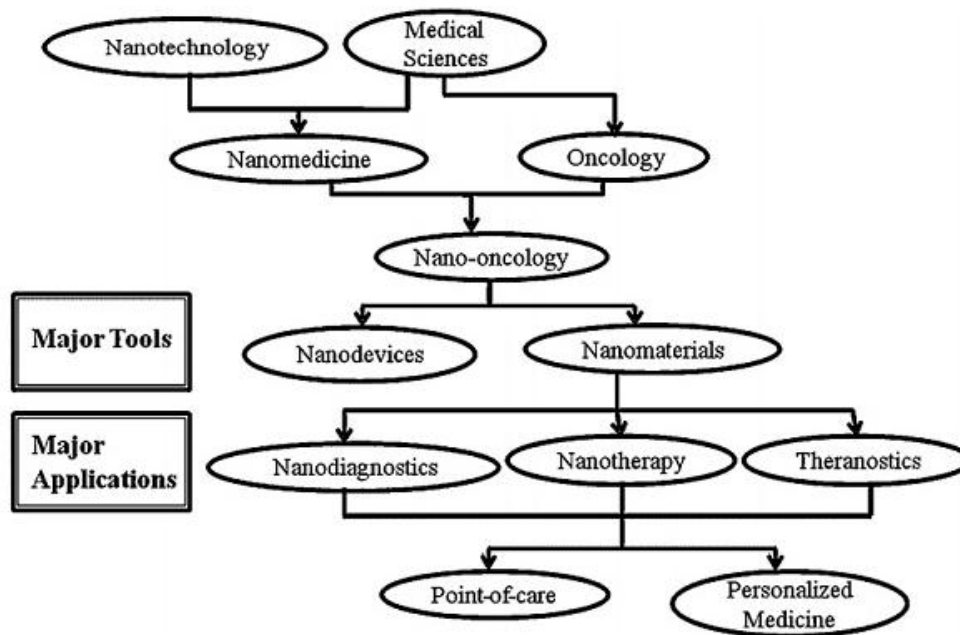 Nanotechnology
Medical
Sciences
Nanomedicine
Oncology
Nano-oncology
Major Tools
Nanodevices
Nanomaterials
Major
Applications
Nanodiagnostics
Nanotherapy
Theranostics
Point-of-care
Personalized
Medicine